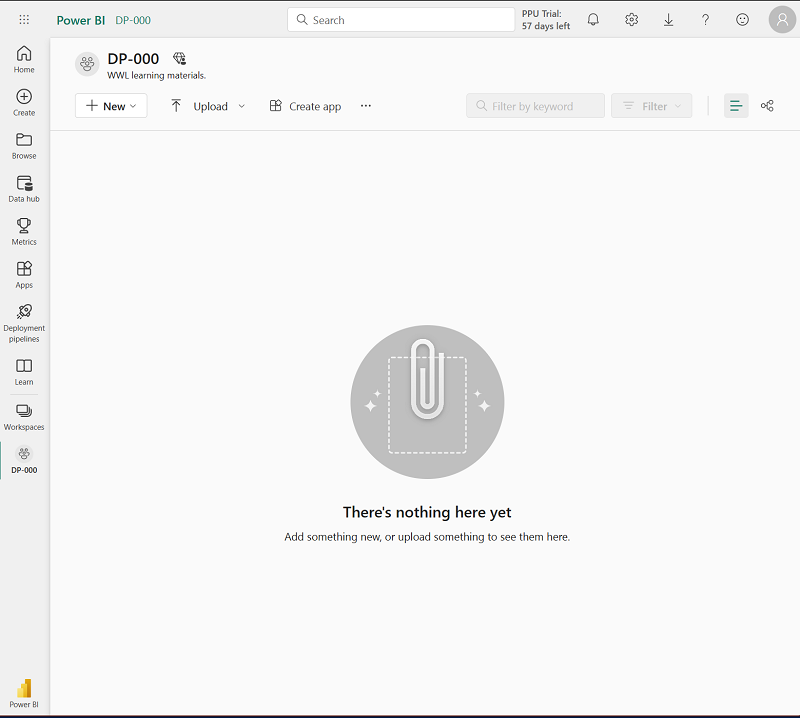 Power BI DP-000
Search
PPU Trial:
57 days left
?
Home
Create
Browse
Data hub
Metrics
Apps
Deployment
pipelines
Learn
Workspaces
DP-000
Power BI
DP-000
WWL learning materials.
New
Upload
Create app
Filter by keyword
Filter
There's nothing here yet
Add something new, or upload something to see them here.